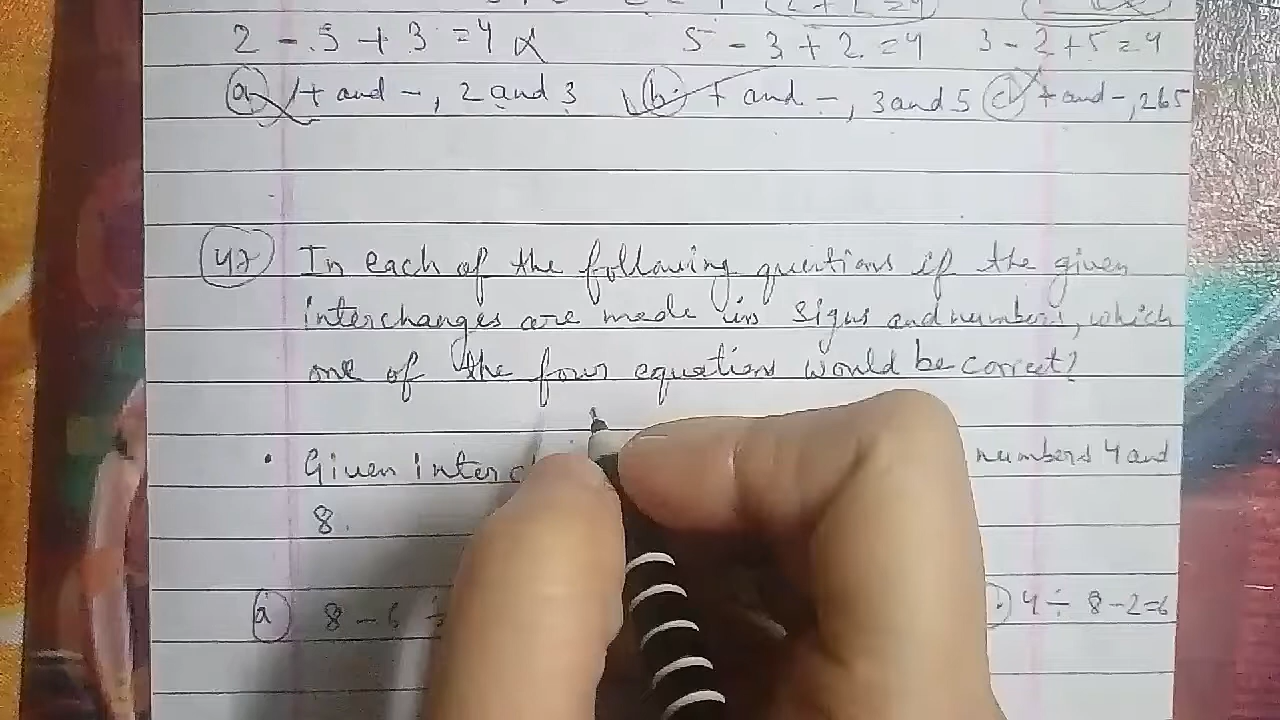 2 - 5 + 3 = 4 5 - 3 + 2 = 4 3 - 2 + 5 = 4
(a) + and -, 2 and 3 (b) + and -, 3 and 5 (c) + and -, 2&5
(47) In each of the following questions if the given
interchanges are made in signs and numbers, which
one of the four equations would be correct?
• Given inter numbers 4 and
8.
(a) 8 - 6 ÷ 4 ÷ 8 - 2 = 6